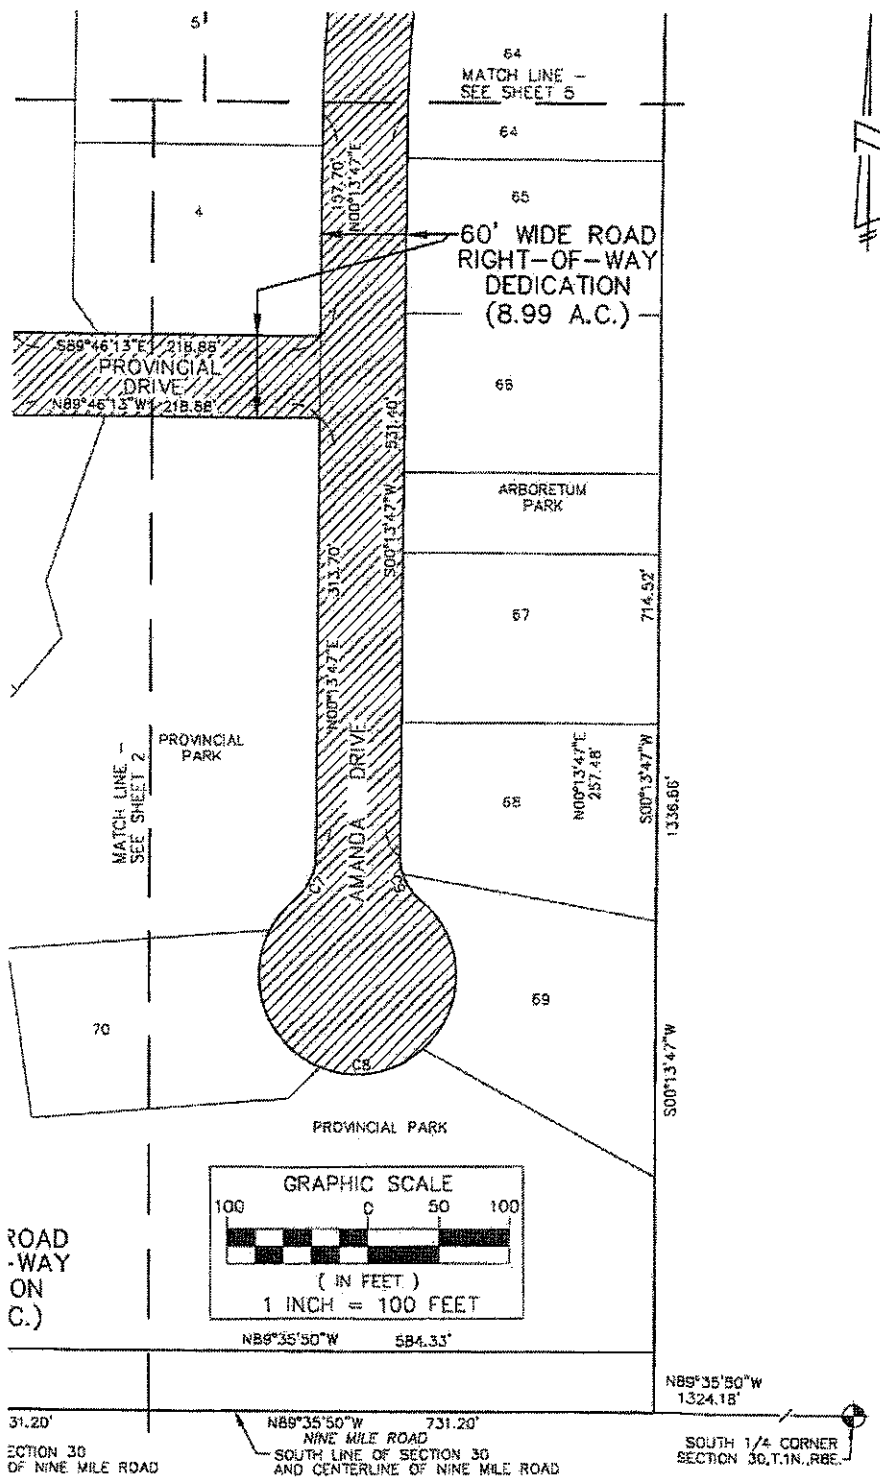 5
64
MATCH LINE -
SEE SHEET 5
64
157.70'
N00°13'47"E
65
4
60' WIDE ROAD
RIGHT-OF-WAY
DEDICATION
(8.99 A.C.)
S89°46'13"E 218.88'
PROVINCIAL
DRIVE
N89°46'13"W 218.88'
66
531.40'
S00°13'47"W
ARBORETUM
PARK
313.70'
N00°13'47"E
67
714.52'
PROVINCIAL
PARK
MATCH LINE -
SEE SHEET 2
AMANDA DRIVE
68
N00°13'47"E
257.48'
S00°13'47"W
1336.66'
C7
C9
69
70
C8
S00°13'47"W
PROVINCIAL PARK
GRAPHIC SCALE
100 0 50 100
( IN FEET )
1 INCH = 100 FEET
ROAD
-WAY
ON
C.)
N89°35'50"W 584.33'
N89°35'50"W
1324.18'
31.20'
N89°35'50"W 731.20'
NINE MILE ROAD
SOUTH LINE OF SECTION 30
AND CENTERLINE OF NINE MILE ROAD
ECTION 30
OF NINE MILE ROAD
SOUTH 1/4 CORNER
SECTION 30,T.1N.,R8E.